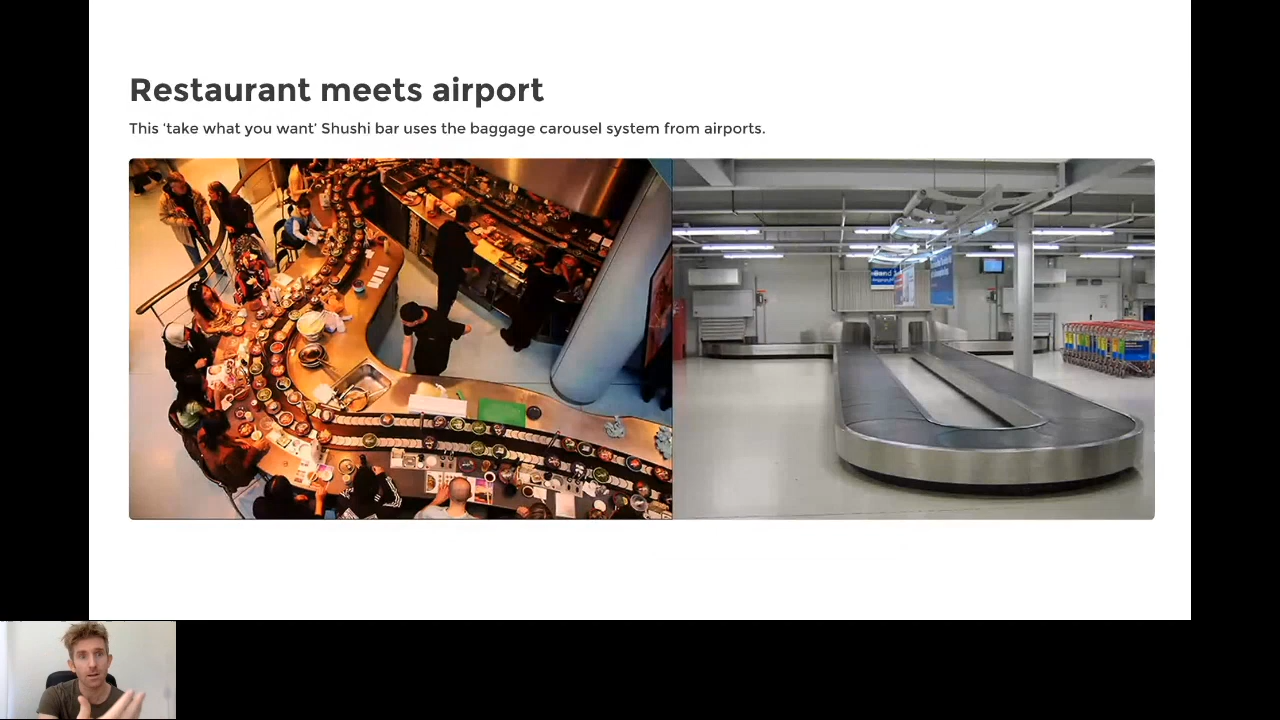 Restaurant meets airport
This 'take what you want' Shushi bar uses the baggage carousel system from airports.